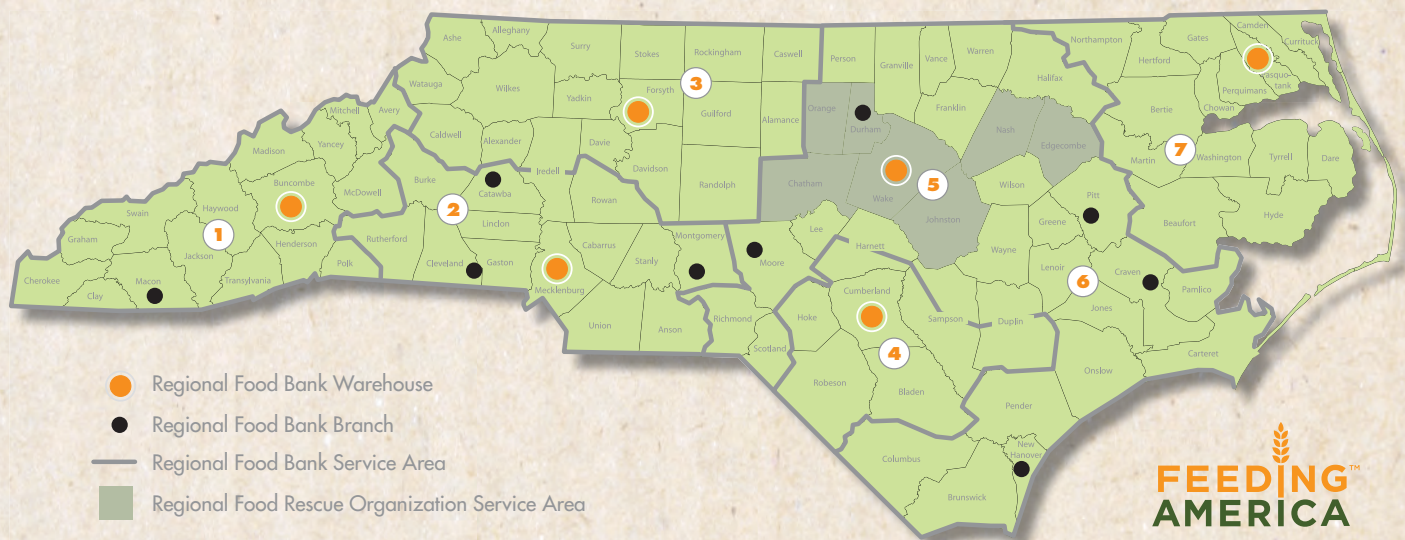 Ashe
Alleghany
Surry
Stokes
Rockingham
Caswell
Person
Granville
Vance
Warren
Northampton
Gates
Camden
Currituck
Halifax
Hertford
Pasquo-
tank
Perquimans
Chowan
Watauga
Wilkes
Yadkin
Forsyth
3
Guilford
Alamance
Orange
Durham
Franklin
Nash
Edgecombe
Bertie
Martin
7
Washington
Tyrrell
Dare
Mitchell
Avery
Caldwell
Alexander
Iredell
Davie
Davidson
Randolph
Chatham
Wake
5
Johnston
Wilson
Pitt
Greene
Beaufort
Hyde
Madison
Yancey
McDowell
Burke
Catawba
Rowan
Buncombe
Haywood
Swain
Graham
1
Jackson
Henderson
Polk
Rutherford
2
Lincoln
Cleveland
Gaston
Cabarrus
Stanly
Montgomery
Moore
Lee
Harnett
Wayne
Lenoir
6
Craven
Pamlico
Jones
Cherokee
Clay
Macon
Transylvania
Mecklenburg
Union
Anson
Richmond
Scotland
Hoke
Cumberland
Sampson
Duplin
Onslow
Carteret
4
Robeson
Bladen
Pender
Columbus
New
Hanover
Brunswick
Regional Food Bank Warehouse
Regional Food Bank Branch
Regional Food Bank Service Area
Regional Food Rescue Organization Service Area
FEEDING™
AMERICA